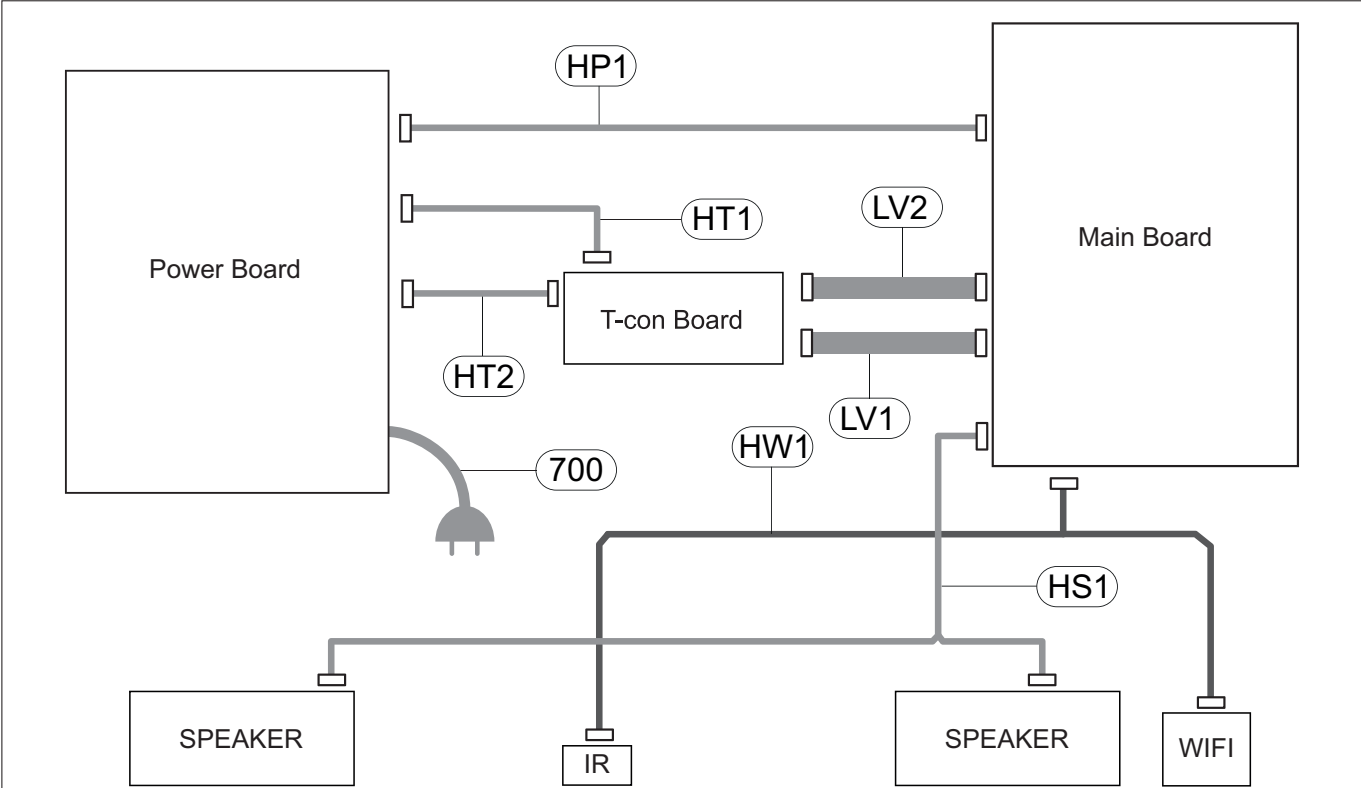 HP1
HT1
LV2
Main Board
Power Board
T-con Board
HT2
LV1
HW1
700
HS1
SPEAKER
IR
SPEAKER
WIFI